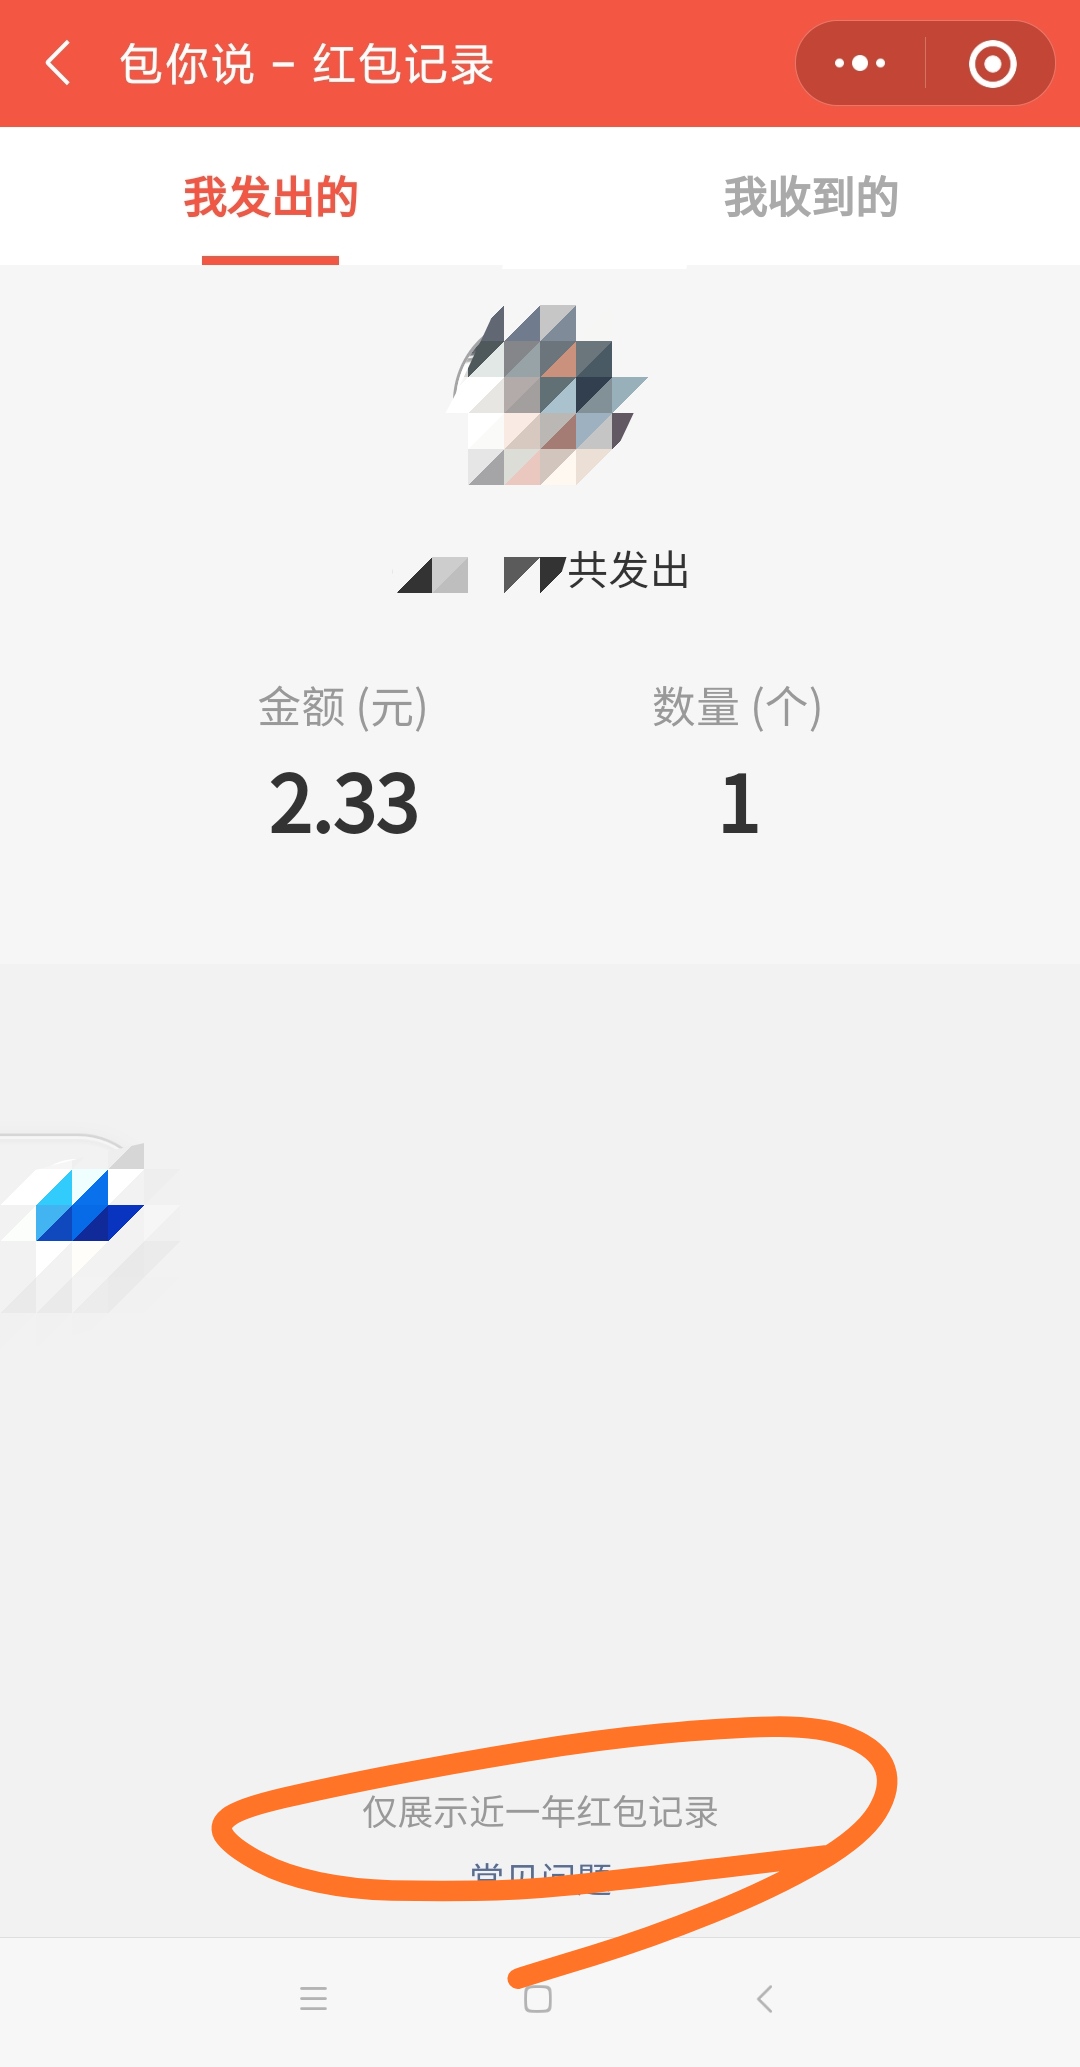 包你说 – 红包记录
我发出的 我收到的
共发出
金额 (元) 数量 (个)
2.33 1
仅展示近一年红包记录
常见问题